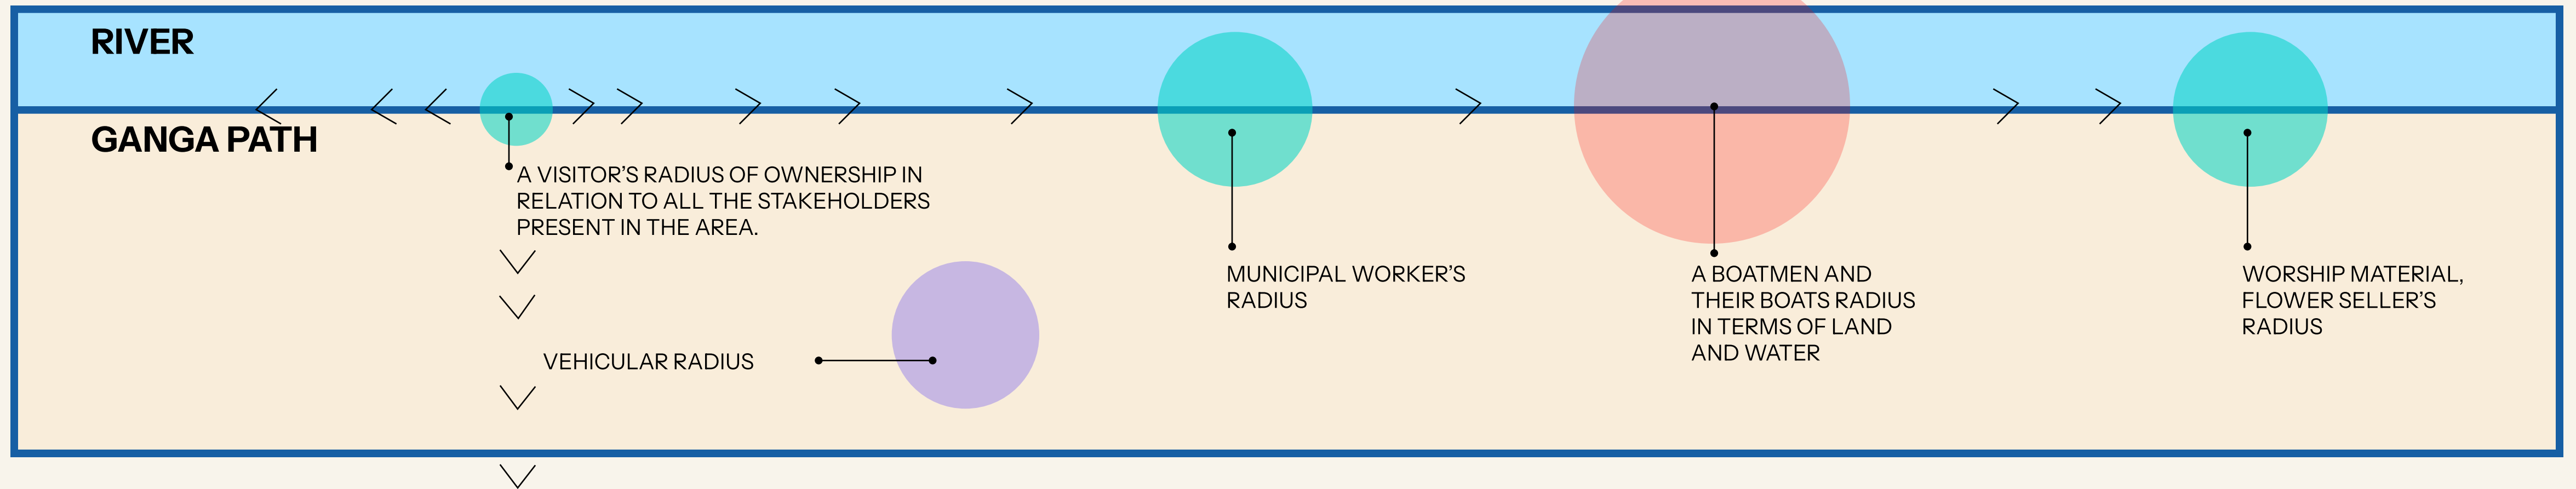 RIVER
GANGA PATH
A VISITOR’S RADIUS OF OWNERSHIP IN
RELATION TO ALL THE STAKEHOLDERS
PRESENT IN THE AREA.
VEHICULAR RADIUS
MUNICIPAL WORKER’S
RADIUS
A BOATMEN AND
THEIR BOATS RADIUS
IN TERMS OF LAND
AND WATER
WORSHIP MATERIAL,
FLOWER SELLER’S
RADIUS